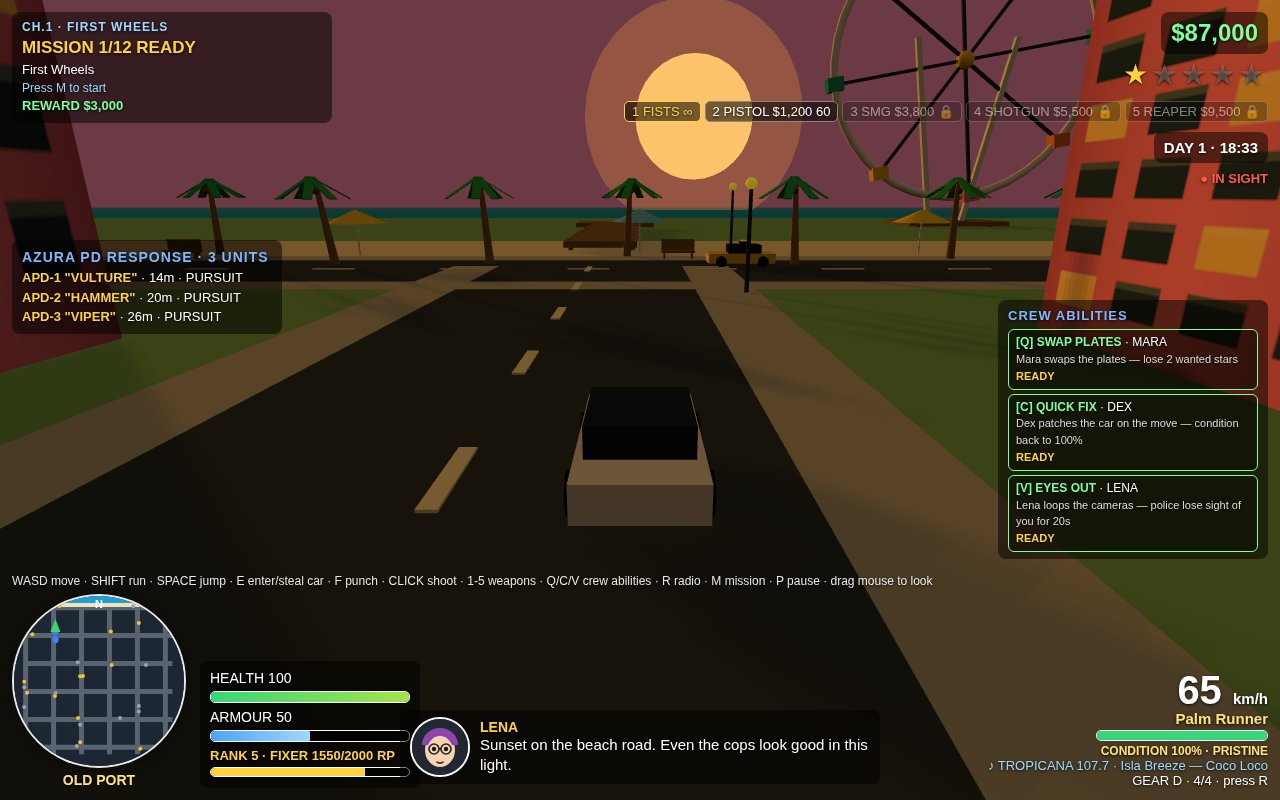 CH.1 · FIRST WHEELS
MISSION 1/12 READY
First Wheels
Press M to start
REWARD $3,000
$87,000
1 FISTS ∞ 2 PISTOL $1,200 60 3 SMG $3,800 🔒 4 SHOTGUN $5,500 🔒 5 REAPER $9,500 🔒
DAY 1 · 18:33
● IN SIGHT
AZURA PD RESPONSE · 3 UNITS
APD-1 "VULTURE" · 14m · PURSUIT
APD-2 "HAMMER" · 20m · PURSUIT
APD-3 "VIPER" · 26m · PURSUIT
CREW ABILITIES
[Q] SWAP PLATES · MARA
Mara swaps the plates — lose 2 wanted stars
READY
[C] QUICK FIX · DEX
Dex patches the car on the move — condition
back to 100%
READY
[V] EYES OUT · LENA
Lena loops the cameras — police lose sight of
you for 20s
READY
WASD move · SHIFT run · SPACE jump · E enter/steal car · F punch · CLICK shoot · 1-5 weapons · Q/C/V crew abilities · R radio · M mission · P pause · drag mouse to look
N
OLD PORT
HEALTH 100
ARMOUR 50
RANK 5 · FIXER 1550/2000 RP
LENA
Sunset on the beach road. Even the cops look good in this
light.
65 km/h
Palm Runner
CONDITION 100% · PRISTINE
♪ TROPICANA 107.7 · Isla Breeze — Coco Loco
GEAR D · 4/4 · press R